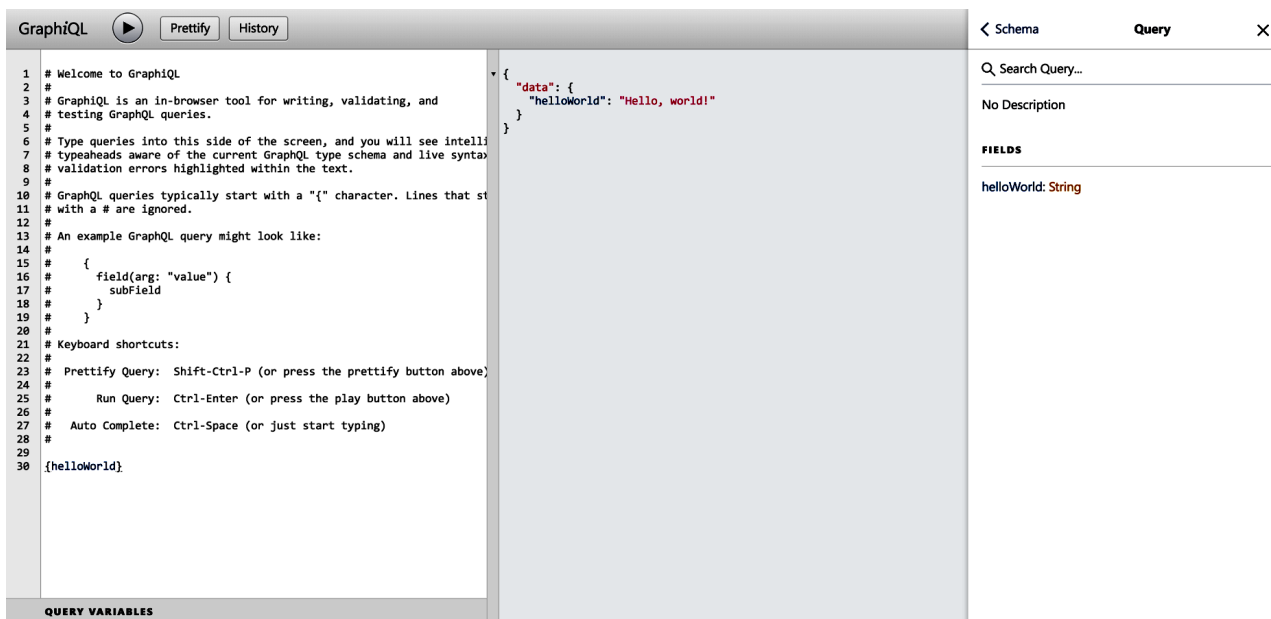 GraphiQL
Prettify
History
1 # Welcome to GraphiQL
2 #
3 # GraphiQL is an in-browser tool for writing, validating, and
4 # testing GraphQL queries.
5 #
6 # Type queries into this side of the screen, and you will see intelli
7 # typeaheads aware of the current GraphQL type schema and live syntax
8 # validation errors highlighted within the text.
9 #
10 # GraphQL queries typically start with a "{" character. Lines that st
11 # with a # are ignored.
12 #
13 # An example GraphQL query might look like:
14 #
15 #     {
16 #       field(arg: "value") {
17 #         subField
18 #       }
19 #     }
20 #
21 # Keyboard shortcuts:
22 #
23 #  Prettify Query:  Shift-Ctrl-P (or press the prettify button above)
24 #
25 #       Run Query:  Ctrl-Enter (or press the play button above)
26 #
27 #   Auto Complete:  Ctrl-Space (or just start typing)
28 #
29
30 {helloWorld}
QUERY VARIABLES
{
  "data": {
    "helloWorld": "Hello, world!"
  }
}
Schema
Query
Search Query...
No Description
FIELDS
helloWorld: String